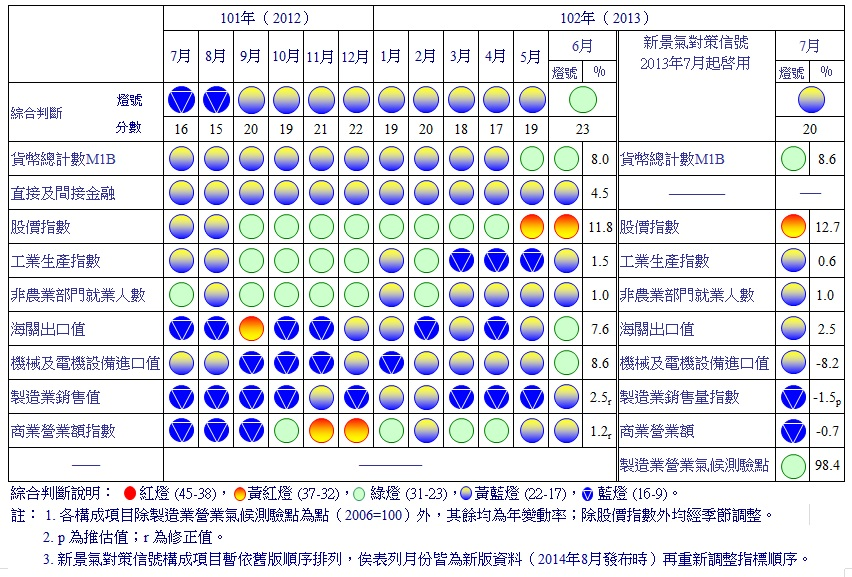 101年（2012） 102年（2013）
7月 8月 9月 10月 11月 12月 1月 2月 3月 4月 5月 6月 新景氣對策信號 7月
2013年7月起啓用
燈號 % 燈號 %
綜合判斷 燈號
分數 16 15 20 19 21 22 19 20 18 17 19 23 20
貨幣總計數M1B 8.0 貨幣總計數M1B 8.6
直接及間接金融 4.5 ——— ——
股價指數 11.8 股價指數 12.7
工業生產指數 1.5 工業生產指數 0.6
非農業部門就業人數 1.0 非農業部門就業人數 1.0
海關出口值 7.6 海關出口值 2.5
機械及電機設備進口值 8.6 機械及電機設備進口值 -8.2
製造業銷售值 2.5r 製造業銷售量指數 -1.5p
商業營業額指數 1.2r 商業營業額 -0.7
—— —————— 製造業營業氣候測驗點 98.4
綜合判斷說明： 紅燈 (45-38)， 黃紅燈 (37-32)， 綠燈 (31-23)， 黃藍燈 (22-17)， 藍燈 (16-9)。
註： 1. 各構成項目除製造業營業氣候測驗點為點（2006=100）外，其餘均為年變動率；除股價指數外均經季節調整。
2. p 為推估值；r 為修正值。
3. 新景氣對策信號構成項目暫依舊版順序排列，俟表列月份皆為新版資料（2014年8月發布時）再重新調整指標順序。